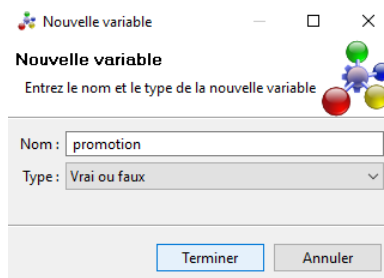 Nouvelle variable
Nouvelle variable
Entrez le nom et le type de la nouvelle variable
Nom : promotion
Type : Vrai ou faux
Terminer Annuler